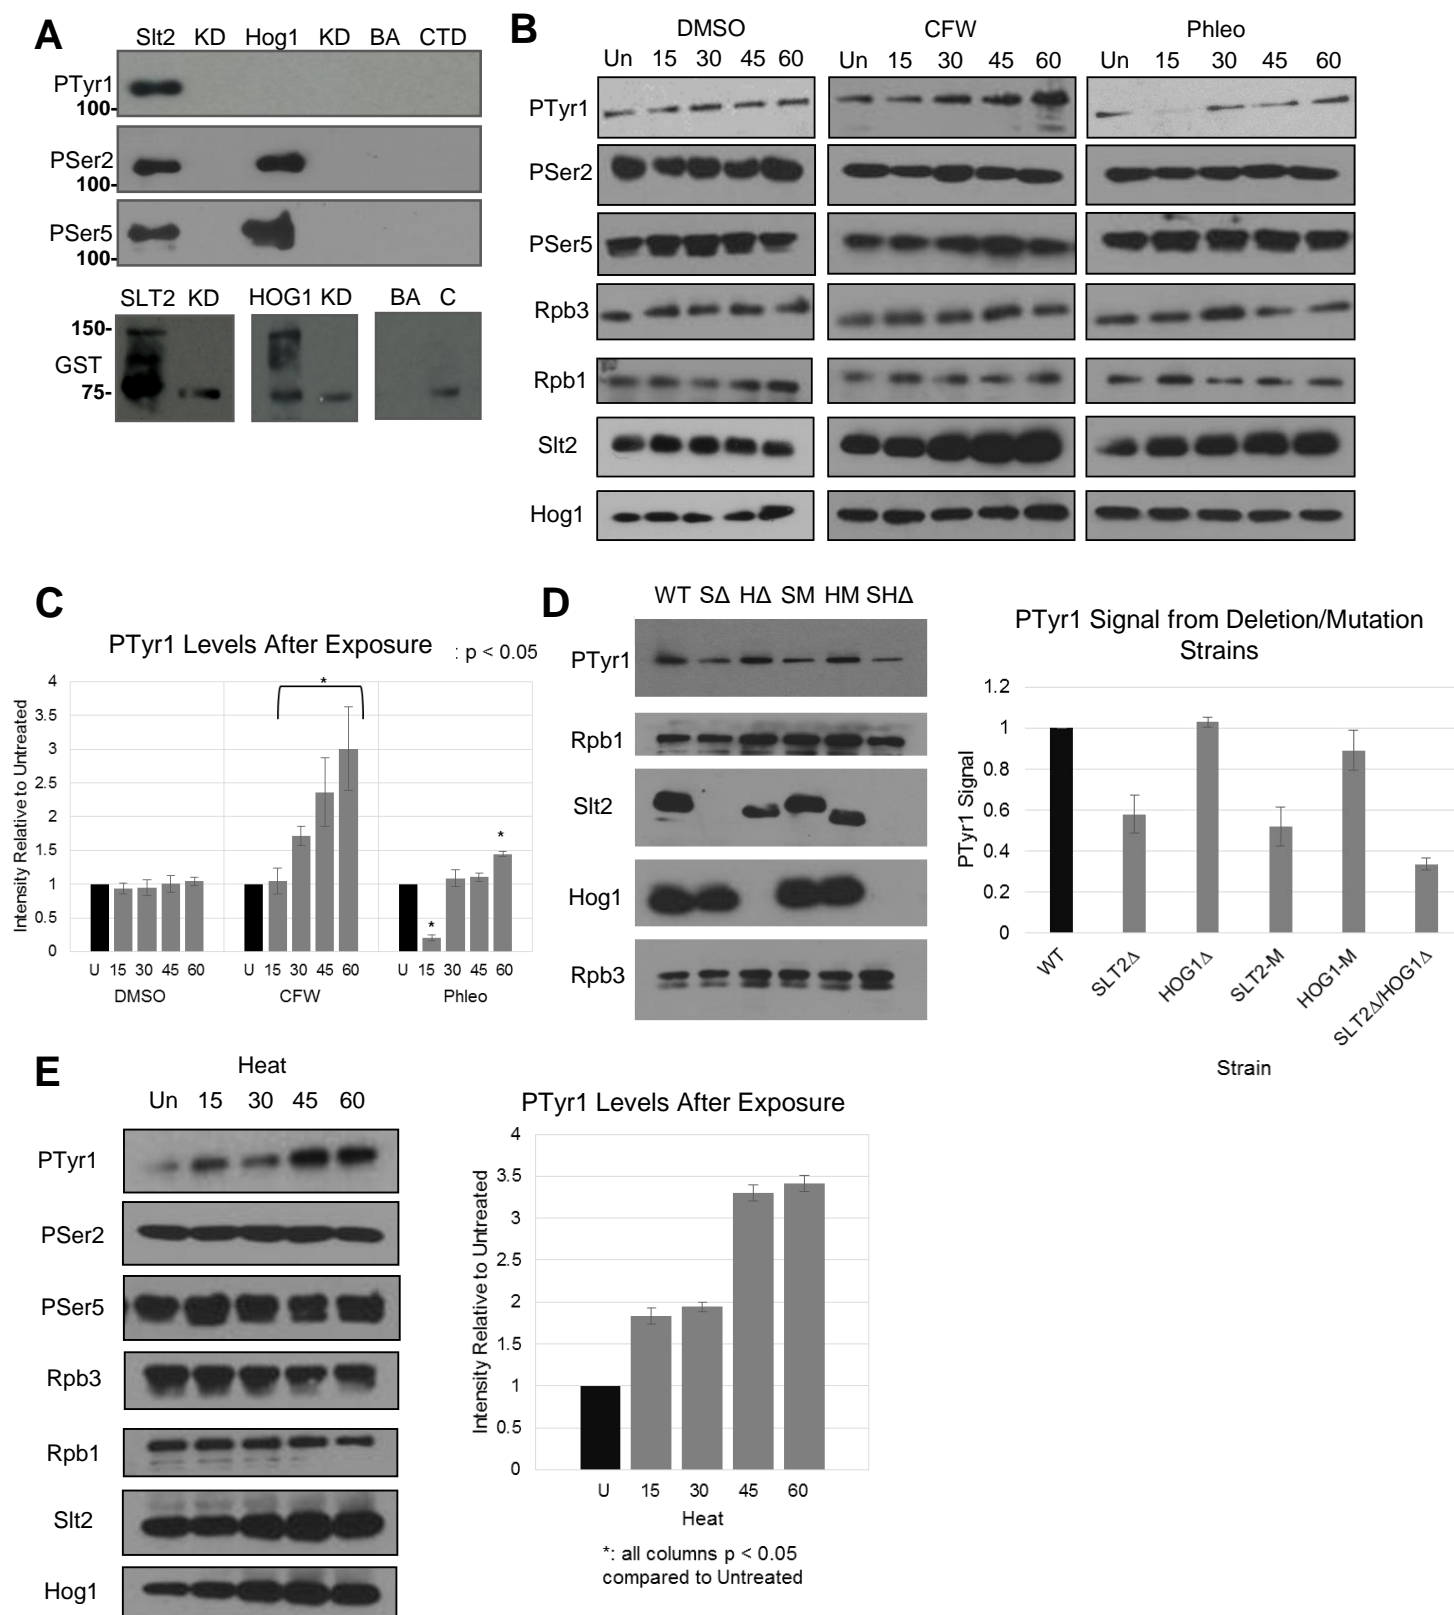 A
Slt2 KD Hog1 KD BA CTD
PTyr1
100-
PSer2
100-
PSer5
100-
SLT2 KD HOG1 KD BA C
150-
GST
75-
B
DMSO CFW Phleo
Un 15 30 45 60 Un 15 30 45 60 Un 15 30 45 60
PTyr1
PSer2
PSer5
Rpb3
Rpb1
Slt2
Hog1
C
PTyr1 Levels After Exposure
: p < 0.05
Intensity Relative to Untreated
4
3.5
3
2.5
2
1.5
1
0.5
0
*
*
*
U 15 30 45 60 U 15 30 45 60 U 15 30 45 60
DMSO CFW Phleo
D
WT SΔ HΔ SM HM SHΔ
PTyr1
Rpb1
Slt2
Hog1
Rpb3
PTyr1 Signal from Deletion/Mutation
Strains
PTyr1 Signal
1.2
1
0.8
0.6
0.4
0.2
0
WT
SLT2Δ
HOG1Δ
SLT2-M
HOG1-M
SLT2Δ/HOG1Δ
Strain
E
Heat
Un 15 30 45 60
PTyr1
PSer2
PSer5
Rpb3
Rpb1
Slt2
Hog1
PTyr1 Levels After Exposure
Intensity Relative to Untreated
4
3.5
3
2.5
2
1.5
1
0.5
0
U 15 30 45 60
Heat
*: all columns p < 0.05
compared to Untreated